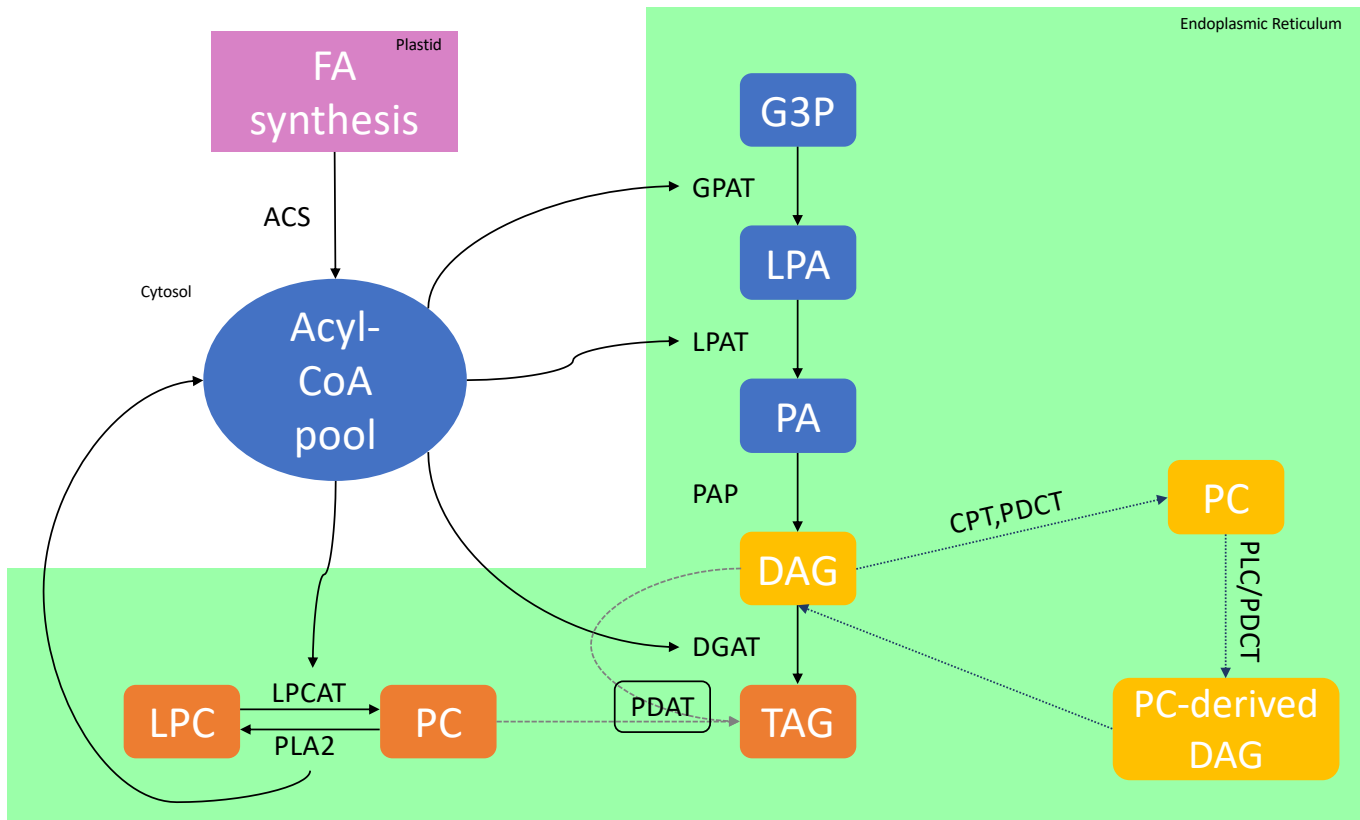 Endoplasmic Reticulum
Plastid
FA
synthesis
G3P
GPAT
ACS
LPA
Cytosol
Acyl-
CoA
pool
LPAT
PA
PAP
CPT,PDCT
PC
DAG
PLC/PDCT
DGAT
LPCAT
LPC
PC
PDAT
TAG
PC-derived
DAG
PLA2